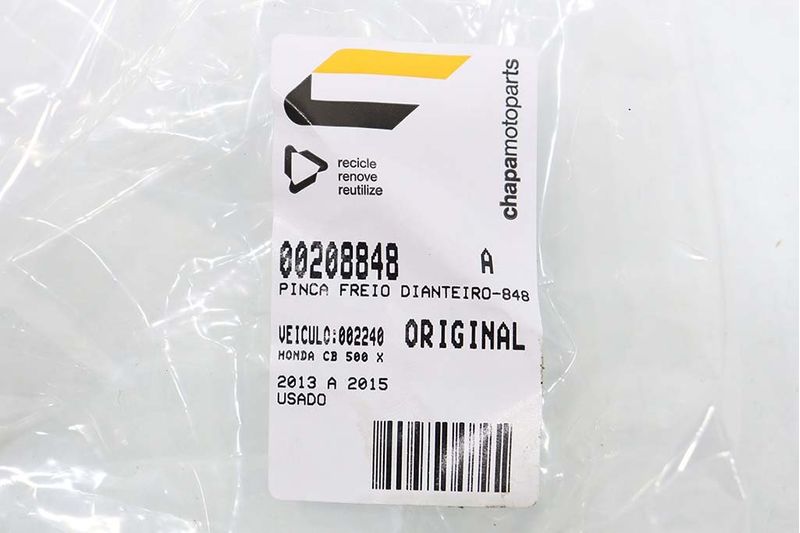 chapamotoparts
recicle
renove
reutilize
00208848 A
PINCA FREIO DIANTEIRO-848
VEICULO:002240 ORIGINAL
HONDA CB 500 X
2013 A 2015
USADO